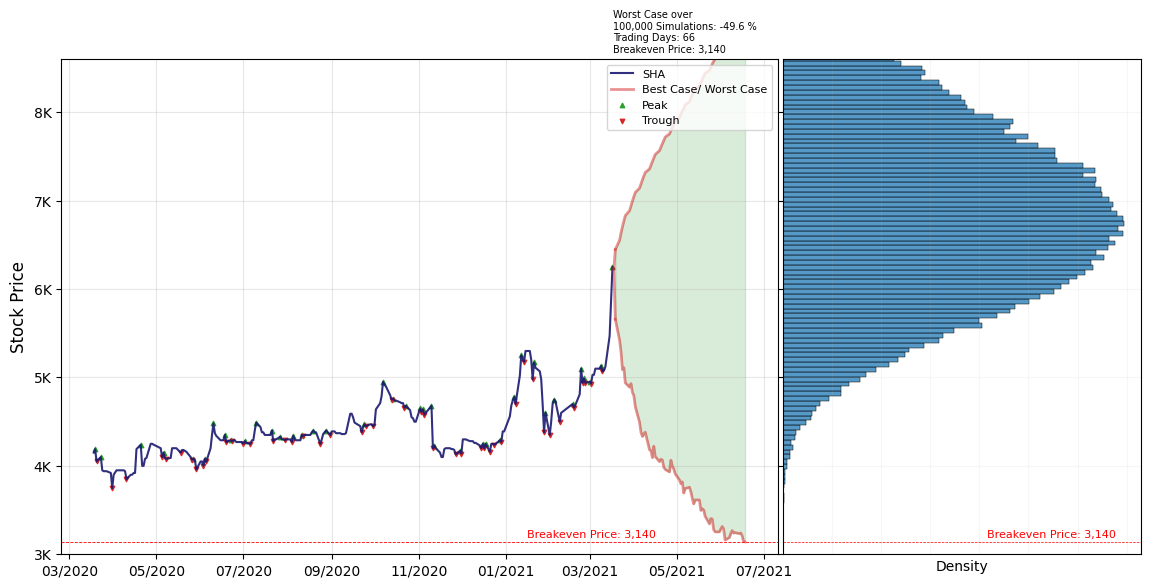 Worst Case over
100,000 Simulations: -49.6 %
Trading Days: 66
Breakeven Price: 3,140
SHA
Best Case/ Worst Case
Peak
Trough
Stock Price
8K
7K
6K
5K
4K
3K
Breakeven Price: 3,140
Breakeven Price: 3,140
03/2020 05/2020 07/2020 09/2020 11/2020 01/2021 03/2021 05/2021 07/2021
Density